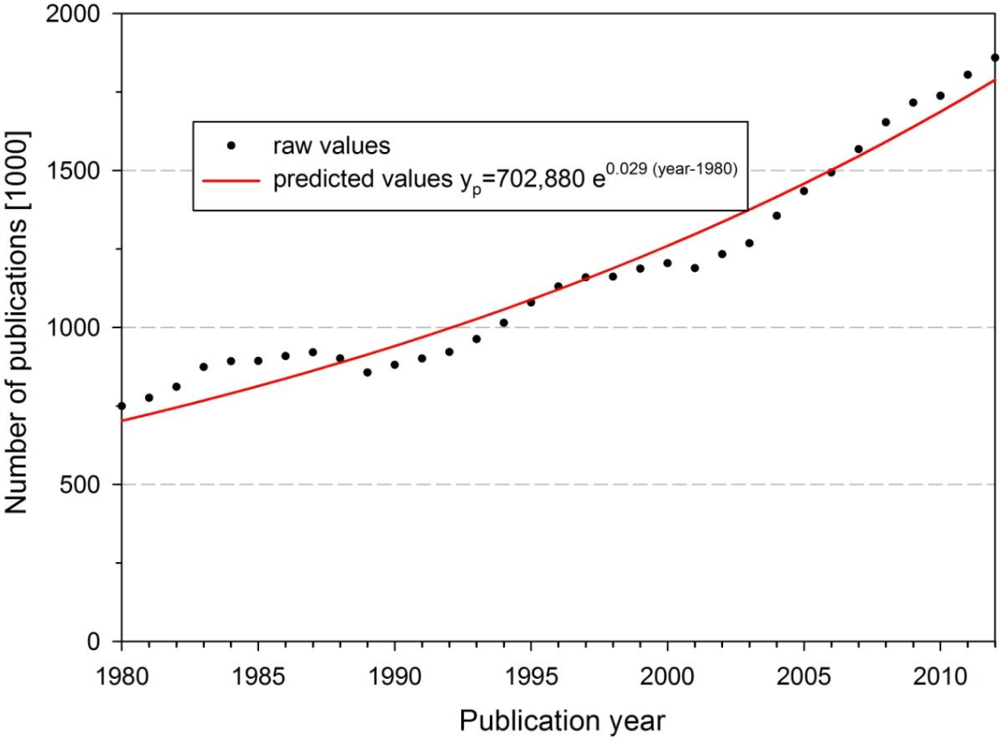 2000
1500
1000
500
0
Number of publications [1000]
raw values
predicted values yp=702,880 e0.029 (year-1980)
1980 1985 1990 1995 2000 2005 2010
Publication year